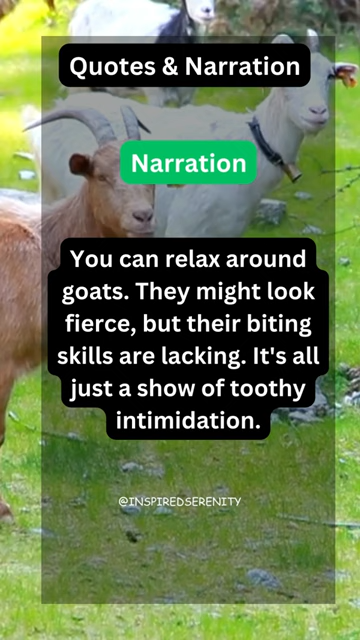 Quotes & Narration
Narration
You can relax around
goats. They might look
fierce, but their biting
skills are lacking. It's all
just a show of toothy
intimidation.
@INSPIREDSERENITY